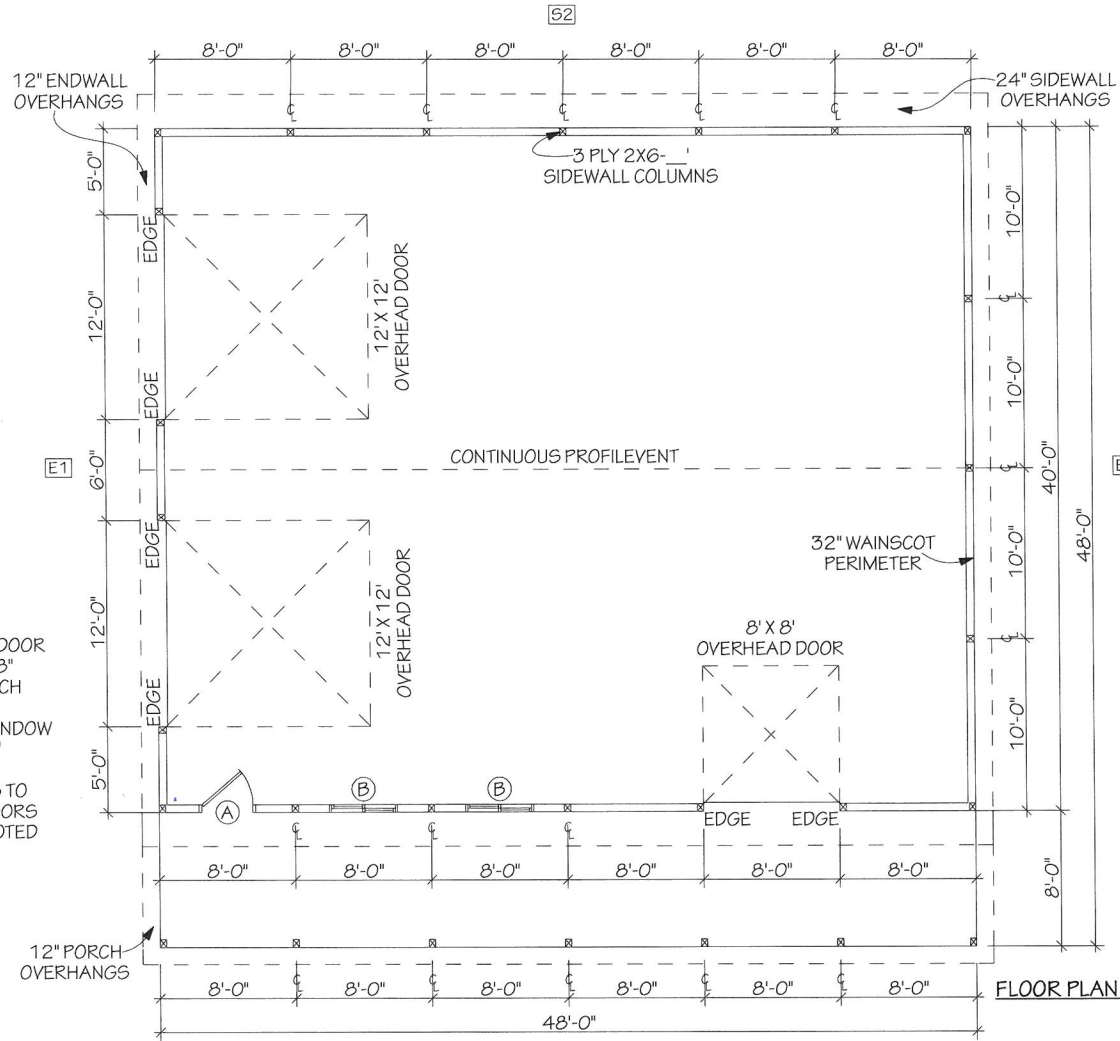 S2
8'-0"
8'-0"
8'-0"
8'-0"
8'-0"
8'-0"
12" ENDWALL
OVERHANGS
24" SIDEWALL
OVERHANGS
℄
℄
℄
℄
℄
3 PLY 2X6-__'
SIDEWALL COLUMNS
5'-0"
EDGE
12'-0"
12' X 12'
OVERHEAD DOOR
EDGE
10'-0"
℄
10'-0"
E1
6'-0"
CONTINUOUS PROFILEVENT
℄
40'-0"
48'-0"
EDGE
12'-0"
12' X 12'
OVERHEAD DOOR
32" WAINSCOT
PERIMETER
10'-0"
8' X 8'
OVERHEAD DOOR
℄
DOOR
3"
CH
NDOW
TO
ORS
OTED
EDGE
5'-0"
10'-0"
A
B
B
EDGE
EDGE
℄
℄
℄
8'-0"
8'-0"
8'-0"
8'-0"
8'-0"
8'-0"
8'-0"
12" PORCH
OVERHANGS
℄
℄
℄
℄
℄
8'-0"
8'-0"
8'-0"
8'-0"
8'-0"
8'-0"
FLOOR PLAN
48'-0"